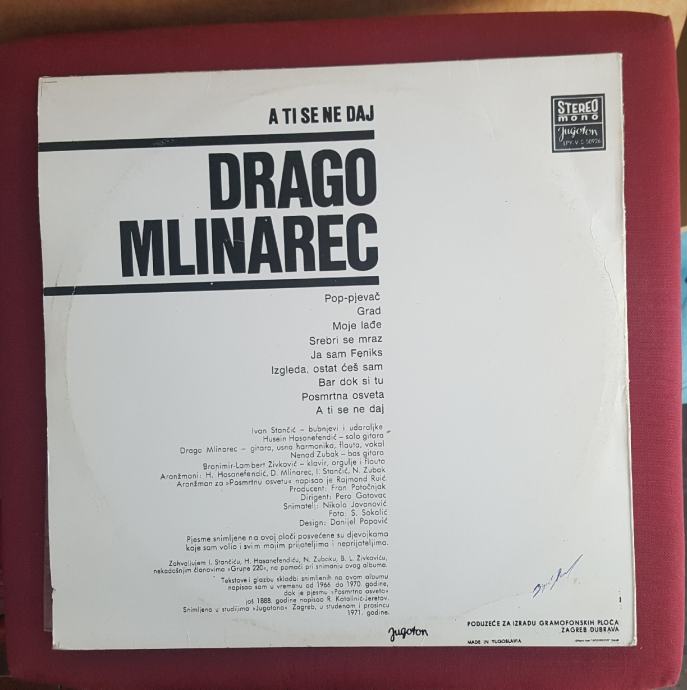 A TI SE NE DAJ
STEREO
mono
Jugoton
LPY-V-S 50926
DRAGO
MLINAREC
Pop-pjevač
Grad
Moje lađe
Srebri se mraz
Ja sam Feniks
Izgleda, ostat ćeš sam
Bar dok si tu
Posmrtna osveta
A ti se ne daj
Ivan Stančić – bubnjevi i udaraljke
Husein Hasanefendić – solo gitara
Drago Mlinarec – gitara, usna harmonika, flauta, vokal
Nenad Zubak – bas gitara
Branimir-Lambert Živković – klavir, orgulje i flauta
Aranžmani: H. Hasanefendić, D. Mlinarec, I. Stančić, N. Zubak
Aranžman za »Posmrtnu osvetu« napisao je Rajmond Ruić
Producent: Fran Potočnjak
Dirigent: Pero Gotovac
Snimatelj: Nikola Jovanović
Foto: S. Sokolić
Design: Danijel Popović
Pjesme snimljene na ovoj ploči posvećene su djevojkama
koje sam volio i svim mojim prijateljima i neprijateljima.
Zahvaljujem I. Stančiću, H. Hasanefendiću, N. Zubaku, B. L. Živkoviću,
nekadašnjim članovima »Grupe 220«, na pomoći pri snimanju ovog albuma.
Tekstove i glazbu skladbi snimljenih na ovom albumu
napisao sam u vremenu od 1966. do 1970. godine,
dok je pjesmu »Posmrtna osveta«
još 1888. godine napisao R. Katalinić-Jeretov.
Snimljeno u studijima »Jugotona« Zagreb, u studenom i prosincu
1971. godine.
Jugoton
PODUZEĆE ZA IZRADU GRAMOFONSKIH PLOČA
ZAGREB DUBRAVA
MADE IN YUGOSLAVIA